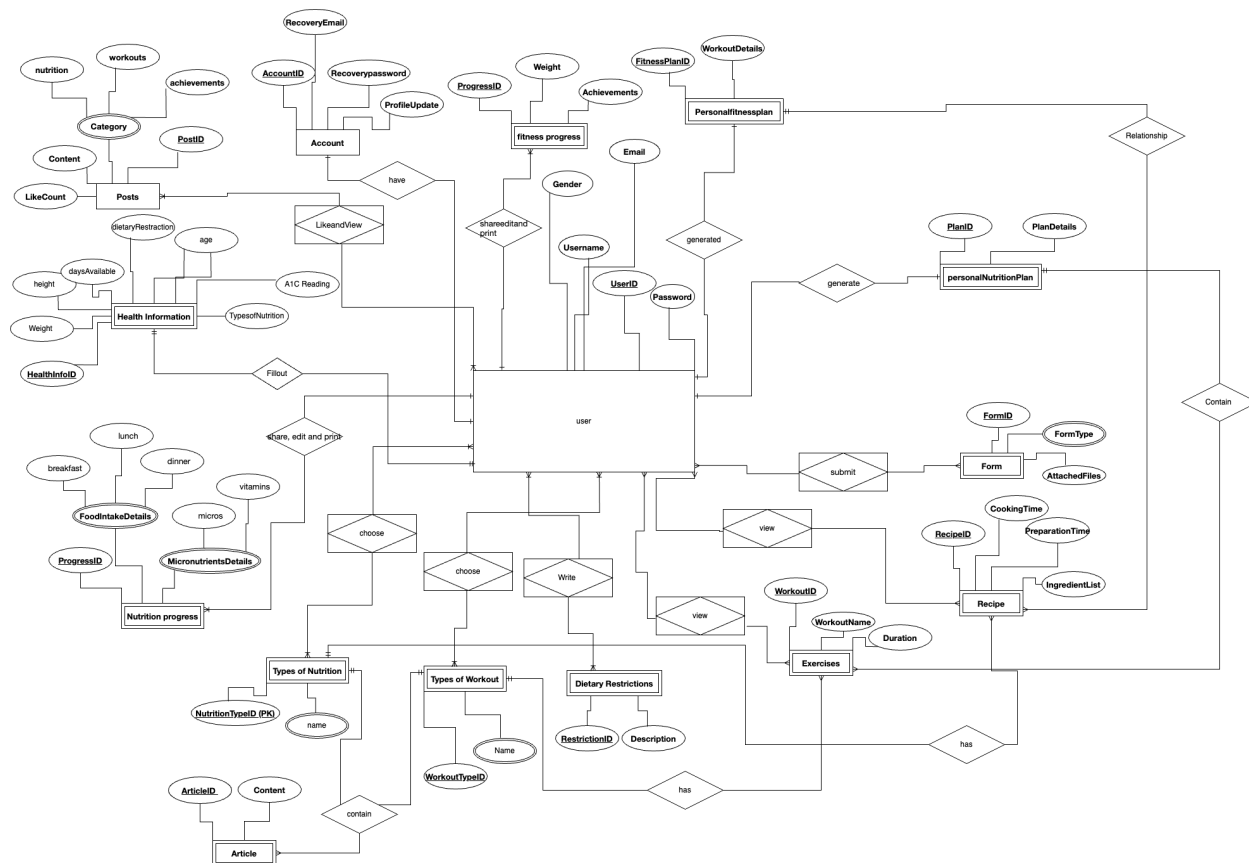 RecoveryEmail
workouts
nutrition
achievements
AccountID
Recoverypassword
ProfileUpdate
Category
PostID
Account
Content
LikeCount
Posts
have
LikeandView
Weight
ProgressID
Achievements
fitness progress
WorkoutDetails
FitnessPlanID
Personalfitnessplan
Relationship
Email
Gender
shareeditand
print
generated
Username
UserID
Password
PlanID
PlanDetails
personalNutritionPlan
generate
dietaryRestraction
age
daysAvailable
height
A1C Reading
Health Information
TypesofNutrition
Weight
HealthInfoID
Fillout
user
Contain
share, edit and print
lunch
breakfast
dinner
vitamins
FoodIntakeDetails
micros
ProgressID
MicronutrientsDetails
Nutrition progress
FormID
FormType
Form
AttachedFiles
submit
CookingTime
PreparationTime
RecipeID
IngredientList
Recipe
view
choose
choose
Write
view
WorkoutID
WorkoutName
Duration
Exercises
Types of Nutrition
Types of Workout
Dietary Restrictions
NutritionTypeID (PK)
name
Name
WorkoutTypeID
RestrictionID
Description
has
has
ArticleID
Content
contain
Article